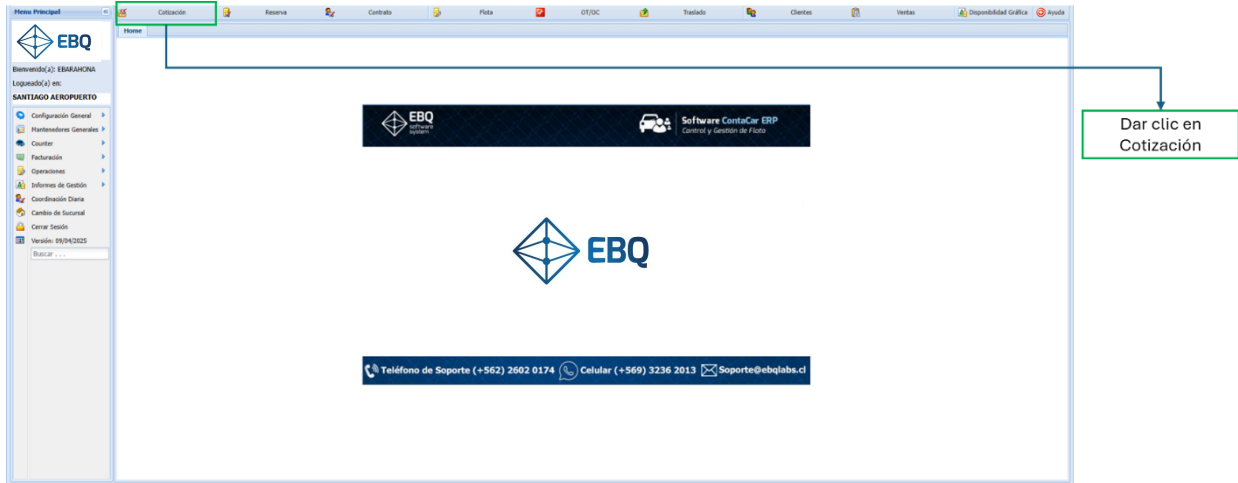 Menu Principal
Cotización
Reserva
Contrato
Flota
OT/OC
Traslado
Clientes
Ventas
Disponibilidad Gráfica
Ayuda
Home
EBQ
Bienvenido(a): EBARAHONA
Logueado(a) en:
SANTIAGO AEROPUERTO
Configuración General
Mantenedores Generales
Counter
Facturación
Operaciones
Informes de Gestión
Coordinación Diaria
Cambio de Sucursal
Cerrar Sesión
Versión: 09/04/2025
Buscar . . .
EBQ
software
system
Software ContaCar ERP
Control y Gestión de Flota
EBQ
Teléfono de Soporte (+562) 2602 0174 Celular (+569) 3236 2013 Soporte@ebqlabs.cl
Dar clic en
Cotización